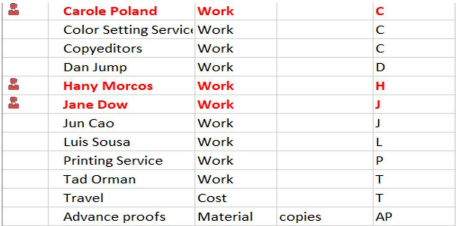 Carole Poland Work C
Color Setting Service Work C
Copyeditors Work C
Dan Jump Work D
Hany Morcos Work H
Jane Dow Work J
Jun Cao Work J
Luis Sousa Work L
Printing Service Work P
Tad Orman Work T
Travel Cost T
Advance proofs Material copies AP